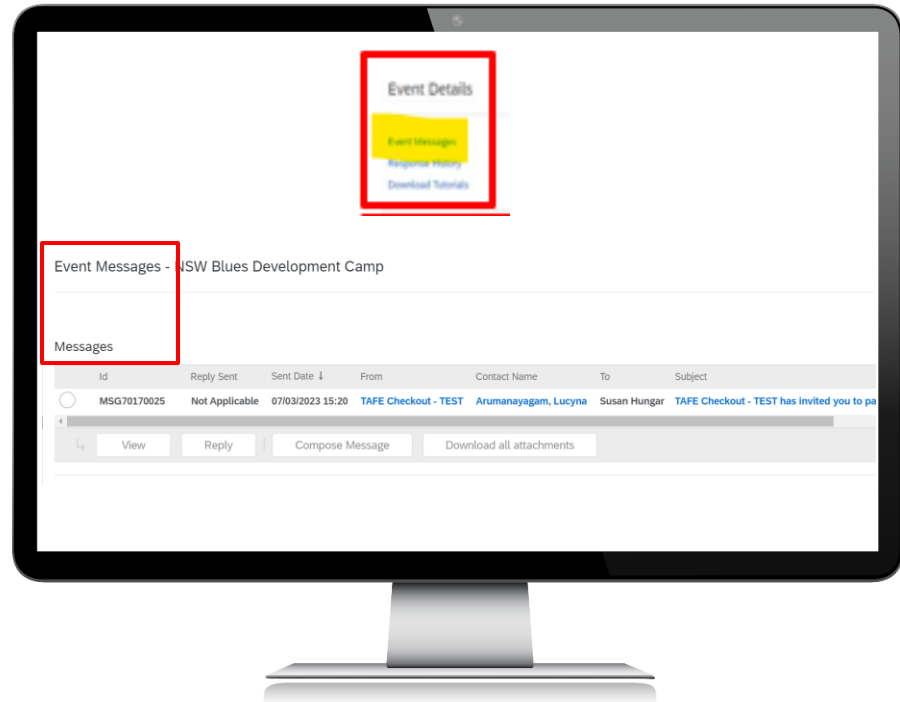 Event Details
Event Messages
Response History
Download Tutorials
Event Messages - NSW Blues Development Camp
Messages
Id Reply Sent Sent Date ↓ From Contact Name To Subject
MSG70170025 Not Applicable 07/03/2023 15:20 TAFE Checkout - TEST Arumanayagam, Lucyna Susan Hungar TAFE Checkout - TEST has invited you to pa
View Reply Compose Message Download all attachments